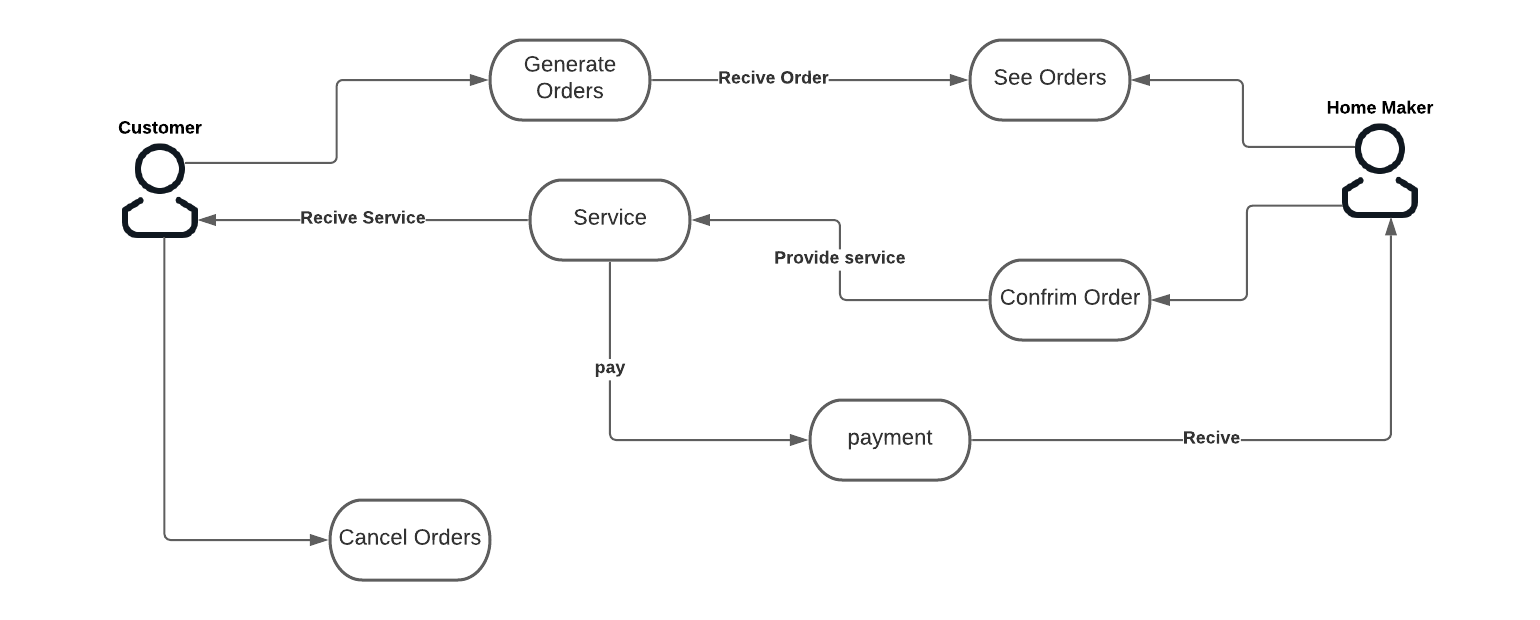 Generate
Orders
Recive Order
See Orders
Home Maker
Customer
Recive Service
Service
Provide service
Confrim Order
pay
payment
Recive
Cancel Orders